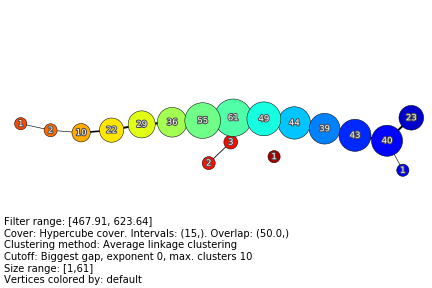 1 2 10 22 29 36 55 61 49 44 39 43 40 23
3
2 1
1
Filter range: [467.91, 623.64]
Cover: Hypercube cover. Intervals: (15,). Overlap: (50.0,)
Clustering method: Average linkage clustering
Cutoff: Biggest gap, exponent 0, max. clusters 10
Size range: [1,61]
Vertices colored by: default